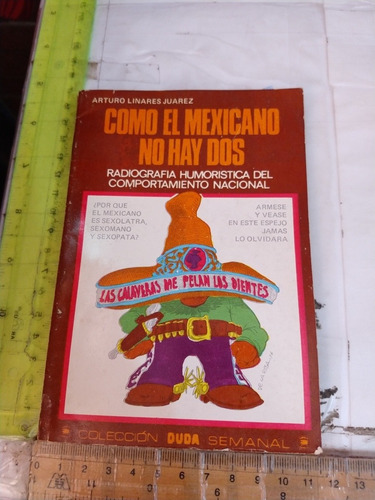 ARTURO LINARES JUAREZ
COMO EL MEXICANO
NO HAY DOS
RADIOGRAFIA HUMORISTICA DEL
COMPORTAMIENTO NACIONAL
¿POR QUE
EL MEXICANO
ES SEXOLATRA,
SEXOMANO
Y SEXOPATA?
ARMESE
Y VEASE
EN ESTE ESPEJO
JAMAS
LO OLVIDARA
LAS CALAVERAS ME PELAN LOS DIENTES
COLECCIÓN DUDA SEMANAL